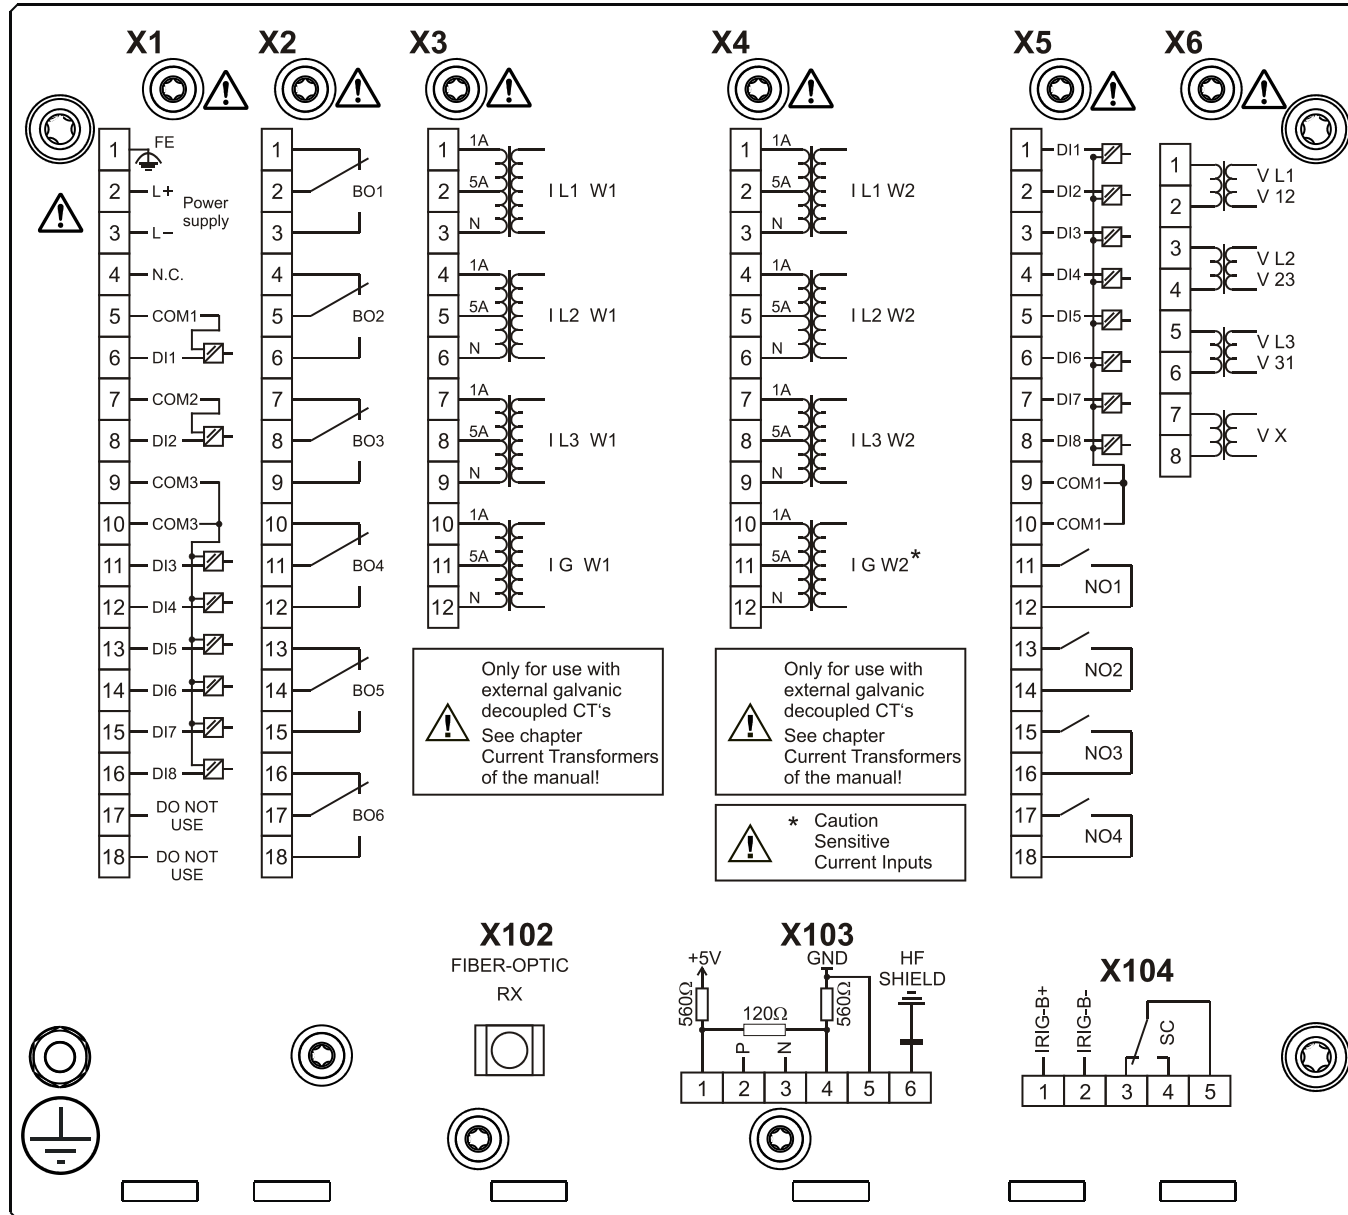 X1
X2
X3
X4
X5
X6
1 FE
2 L+
Power
supply
3 L–
4 N.C.
5 COM1
6 DI1
7 COM2
8 DI2
9 COM3
10 COM3
11 DI3
12 DI4
13 DI5
14 DI6
15 DI7
16 DI8
17 DO NOT
USE
18 DO NOT
USE
1
2 BO1
3
4
5 BO2
6
7
8 BO3
9
10
11 BO4
12
13
14 BO5
15
16
17 BO6
18
1 1A
2 5A I L1 W1
3 N
4 1A
5 5A I L2 W1
6 N
7 1A
8 5A I L3 W1
9 N
10 1A
11 5A I G W1
12 N
Only for use with
external galvanic
decoupled CT‘s
See chapter
Current Transformers
of the manual!
1 1A
2 5A I L1 W2
3 N
4 1A
5 5A I L2 W2
6 N
7 1A
8 5A I L3 W2
9 N
10 1A
11 5A I G W2*
12 N
Only for use with
external galvanic
decoupled CT‘s
See chapter
Current Transformers
of the manual!
* Caution
Sensitive
Current Inputs
1 DI1
2 DI2
3 DI3
4 DI4
5 DI5
6 DI6
7 DI7
8 DI8
9 COM1
10 COM1
11
NO1
12
13
NO2
14
15
NO3
16
17
NO4
18
1
V L1
V 12
2
3
V L2
V 23
4
5
V L3
V 31
6
7
V X
8
X102
FIBER-OPTIC
RX
X103
+5V
GND
HF
SHIELD
560Ω
120Ω
560Ω
P
N
1 2 3 4 5 6
X104
IRIG-B+
IRIG-B-
SC
1 2 3 4 5